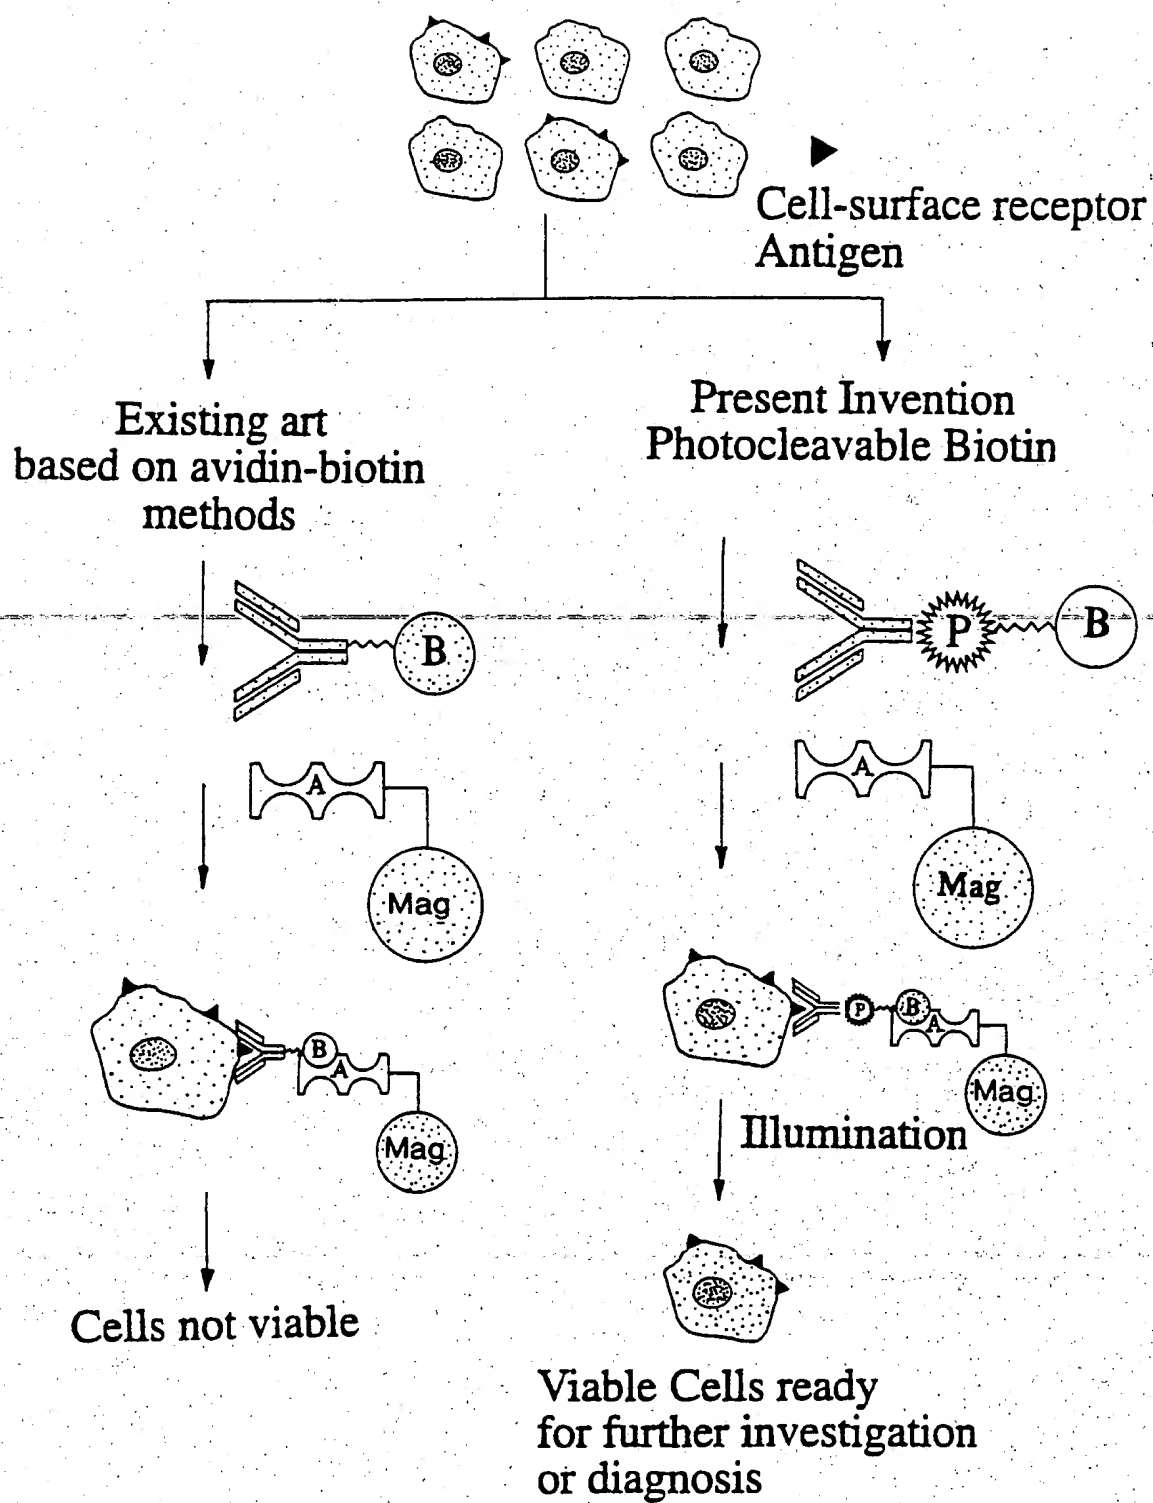 Cell-surface receptor
Antigen
Existing art
based on avidin-biotin
methods
Present Invention
Photocleavable Biotin
B
P
B
A
Mag
A
Mag
B
A
Mag
P
B
A
Mag
Illumination
Cells not viable
Viable Cells ready
for further investigation
or diagnosis